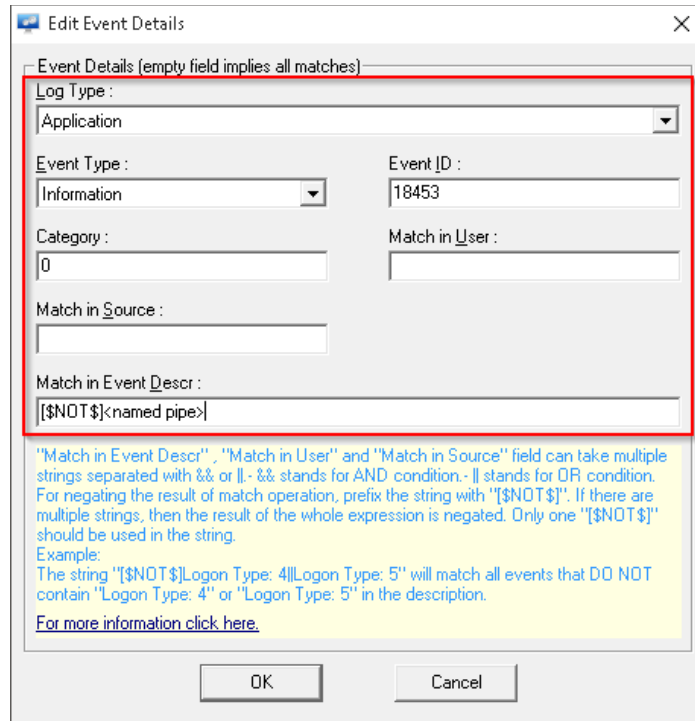 Edit Event Details
Event Details (empty field implies all matches)
Log Type :
Application
Event Type :
Event ID :
Information
18453
Category :
Match in User :
0
Match in Source :
Match in Event Descr :
[$NOT$]<named pipe>
"Match in Event Descr" , "Match in User" and "Match in Source" field can take multiple
strings separated with && or ||.- && stands for AND condition.- || stands for OR condition.
For negating the result of match operation, prefix the string with "[$NOT$]". If there are
multiple strings, then the result of the whole expression is negated. Only one "[$NOT$]"
should be used in the string.
Example:
The string "[$NOT$]Logon Type: 4||Logon Type: 5" will match all events that DO NOT
contain "Logon Type: 4" or "Logon Type: 5" in the description.
For more information click here.
OK
Cancel